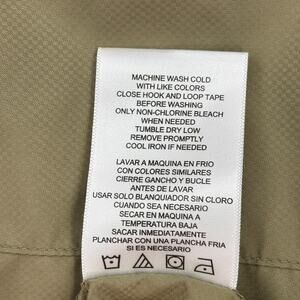 MACHINE WASH COLD
WITH LIKE COLORS
CLOSE HOOK AND LOOP TAPE
BEFORE WASHING
ONLY NON-CHLORINE BLEACH
WHEN NEEDED
TUMBLE DRY LOW
REMOVE PROMPTLY
COOL IRON IF NEEDED
LAVAR A MAQUINA EN FRIO
CON COLORES SIMILARES
CIERRE GANCHO Y BUCLE
ANTES DE LAVAR
USAR SOLO BLANQUIADOR SIN CLORO
CUANDO SEA NECESARIO
SECAR EN MAQUINA A
TEMPERATURA BAJA
SACAR INMEDIATAMENTE
PLANCHAR CON UNA PLANCHA FRIA
SI ES NECESARIO